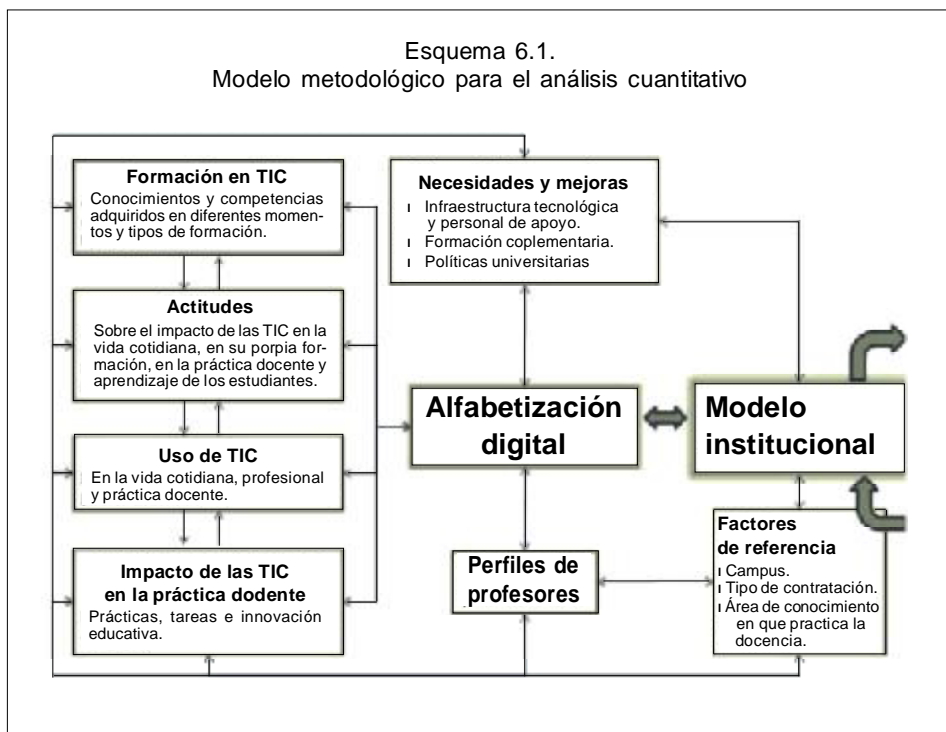 Esquema 6.1.
Modelo metodológico para el análisis cuantitativo
Formación en TIC
Conocimientos y competencias
adquiridos en diferentes momen-
tos y tipos de formación.
Actitudes
Sobre el impacto de las TIC en la
vida cotidiana, en su porpia for-
mación, en la práctica docente y
aprendizaje de los estudiantes.
Uso de TIC
En la vida cotidiana, profesional
y práctica docente.
Impacto de las TIC
en la práctica dodente
Prácticas, tareas e innovación
educativa.
Necesidades y mejoras
ı Infraestructura tecnológica
y personal de apoyo.
ı Formación coplementaria.
ı Políticas universitarias
Alfabetización
digital
Perfiles de
profesores
Modelo
institucional
Factores
de referencia
ı Campus.
ı Tipo de contratación.
ı Área de conocimiento
en que practica la
docencia.